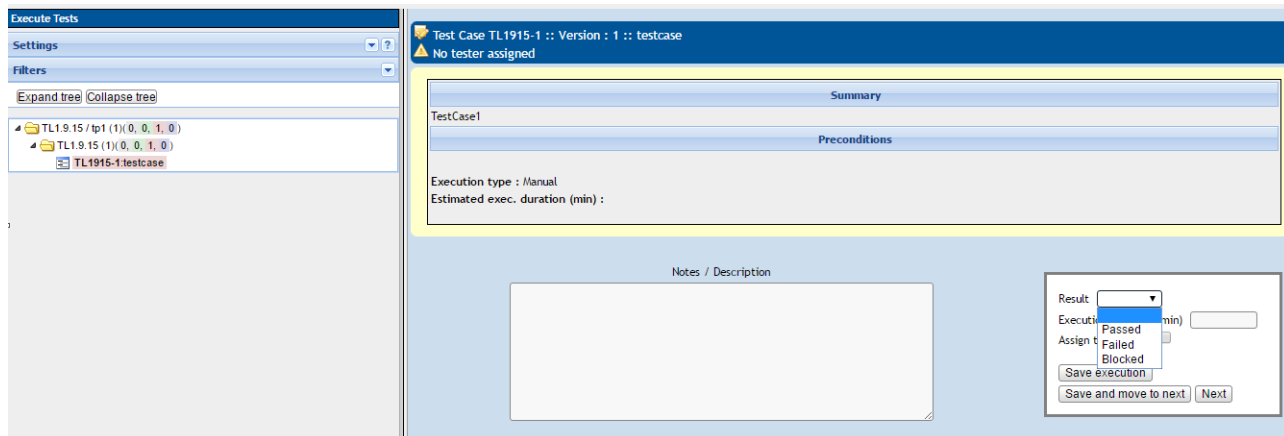 Execute Tests
Settings
?
Filters
Expand tree Collapse tree
TL1.9.15 / tp1 (1)( 0, 0, 1, 0 )
TL1.9.15 (1)( 0, 0, 1, 0 )
TL1915-1:testcase
Test Case TL1915-1 :: Version : 1 :: testcase
No tester assigned
Summary
TestCase1
Preconditions
Execution type : Manual
Estimated exec. duration (min) :
Notes / Description
Result
min)
Passed
Assign
Failed
Blocked
Save execution
Save and move to next Next